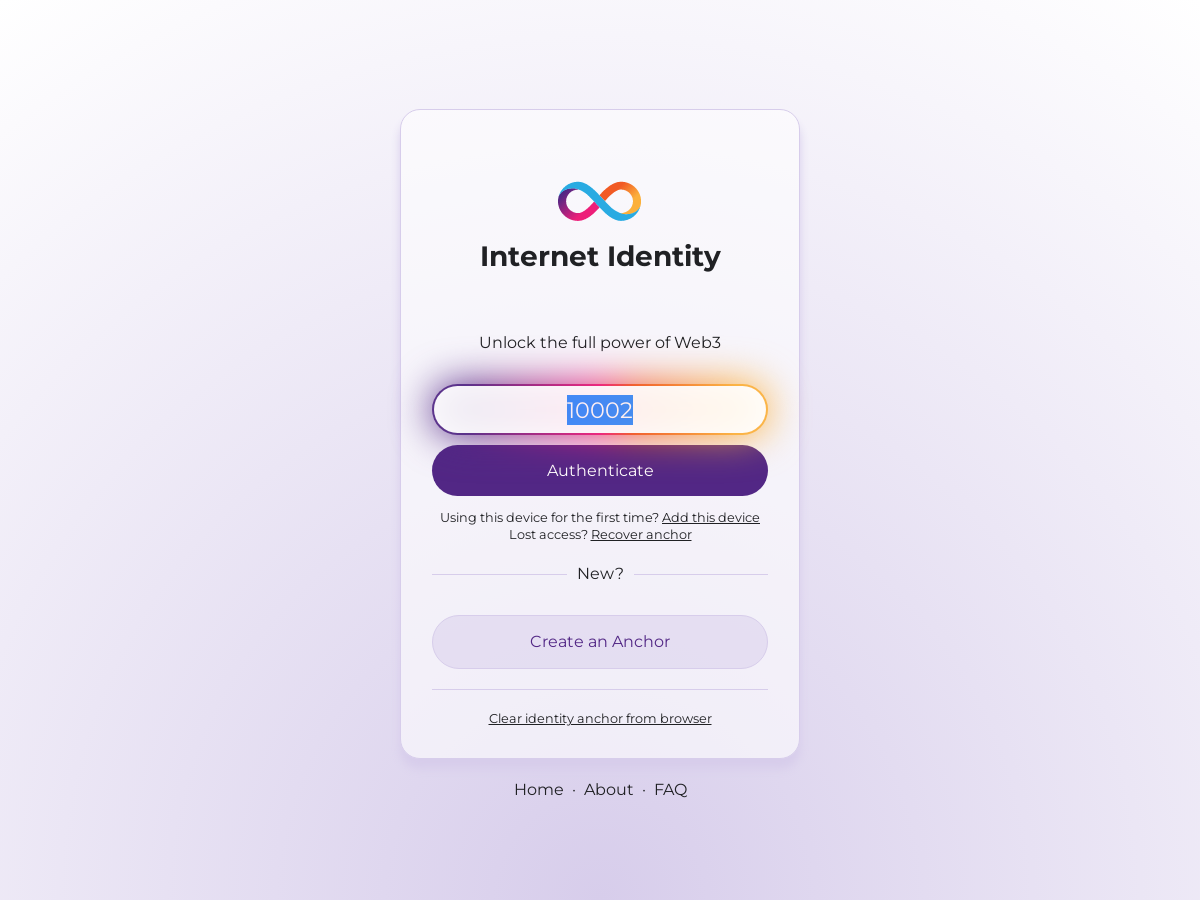 Internet Identity
Unlock the full power of Web3
10002
Authenticate
Using this device for the first time? Add this device
Lost access? Recover anchor
New?
Create an Anchor
Clear identity anchor from browser
Home · About · FAQ